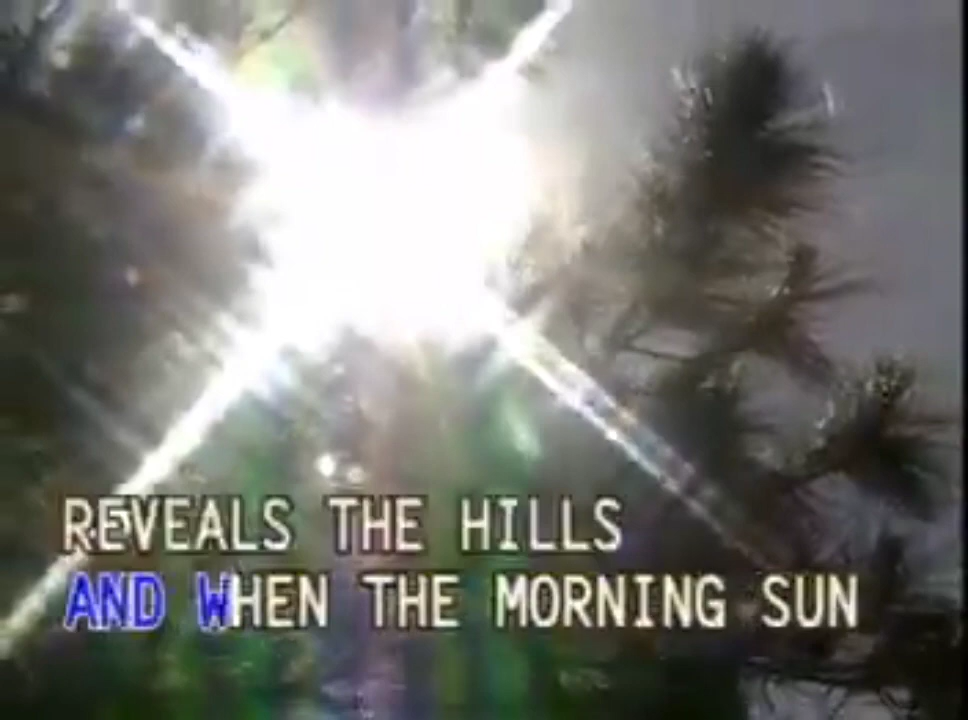 REVEALS THE HILLS
AND WHEN THE MORNING SUN